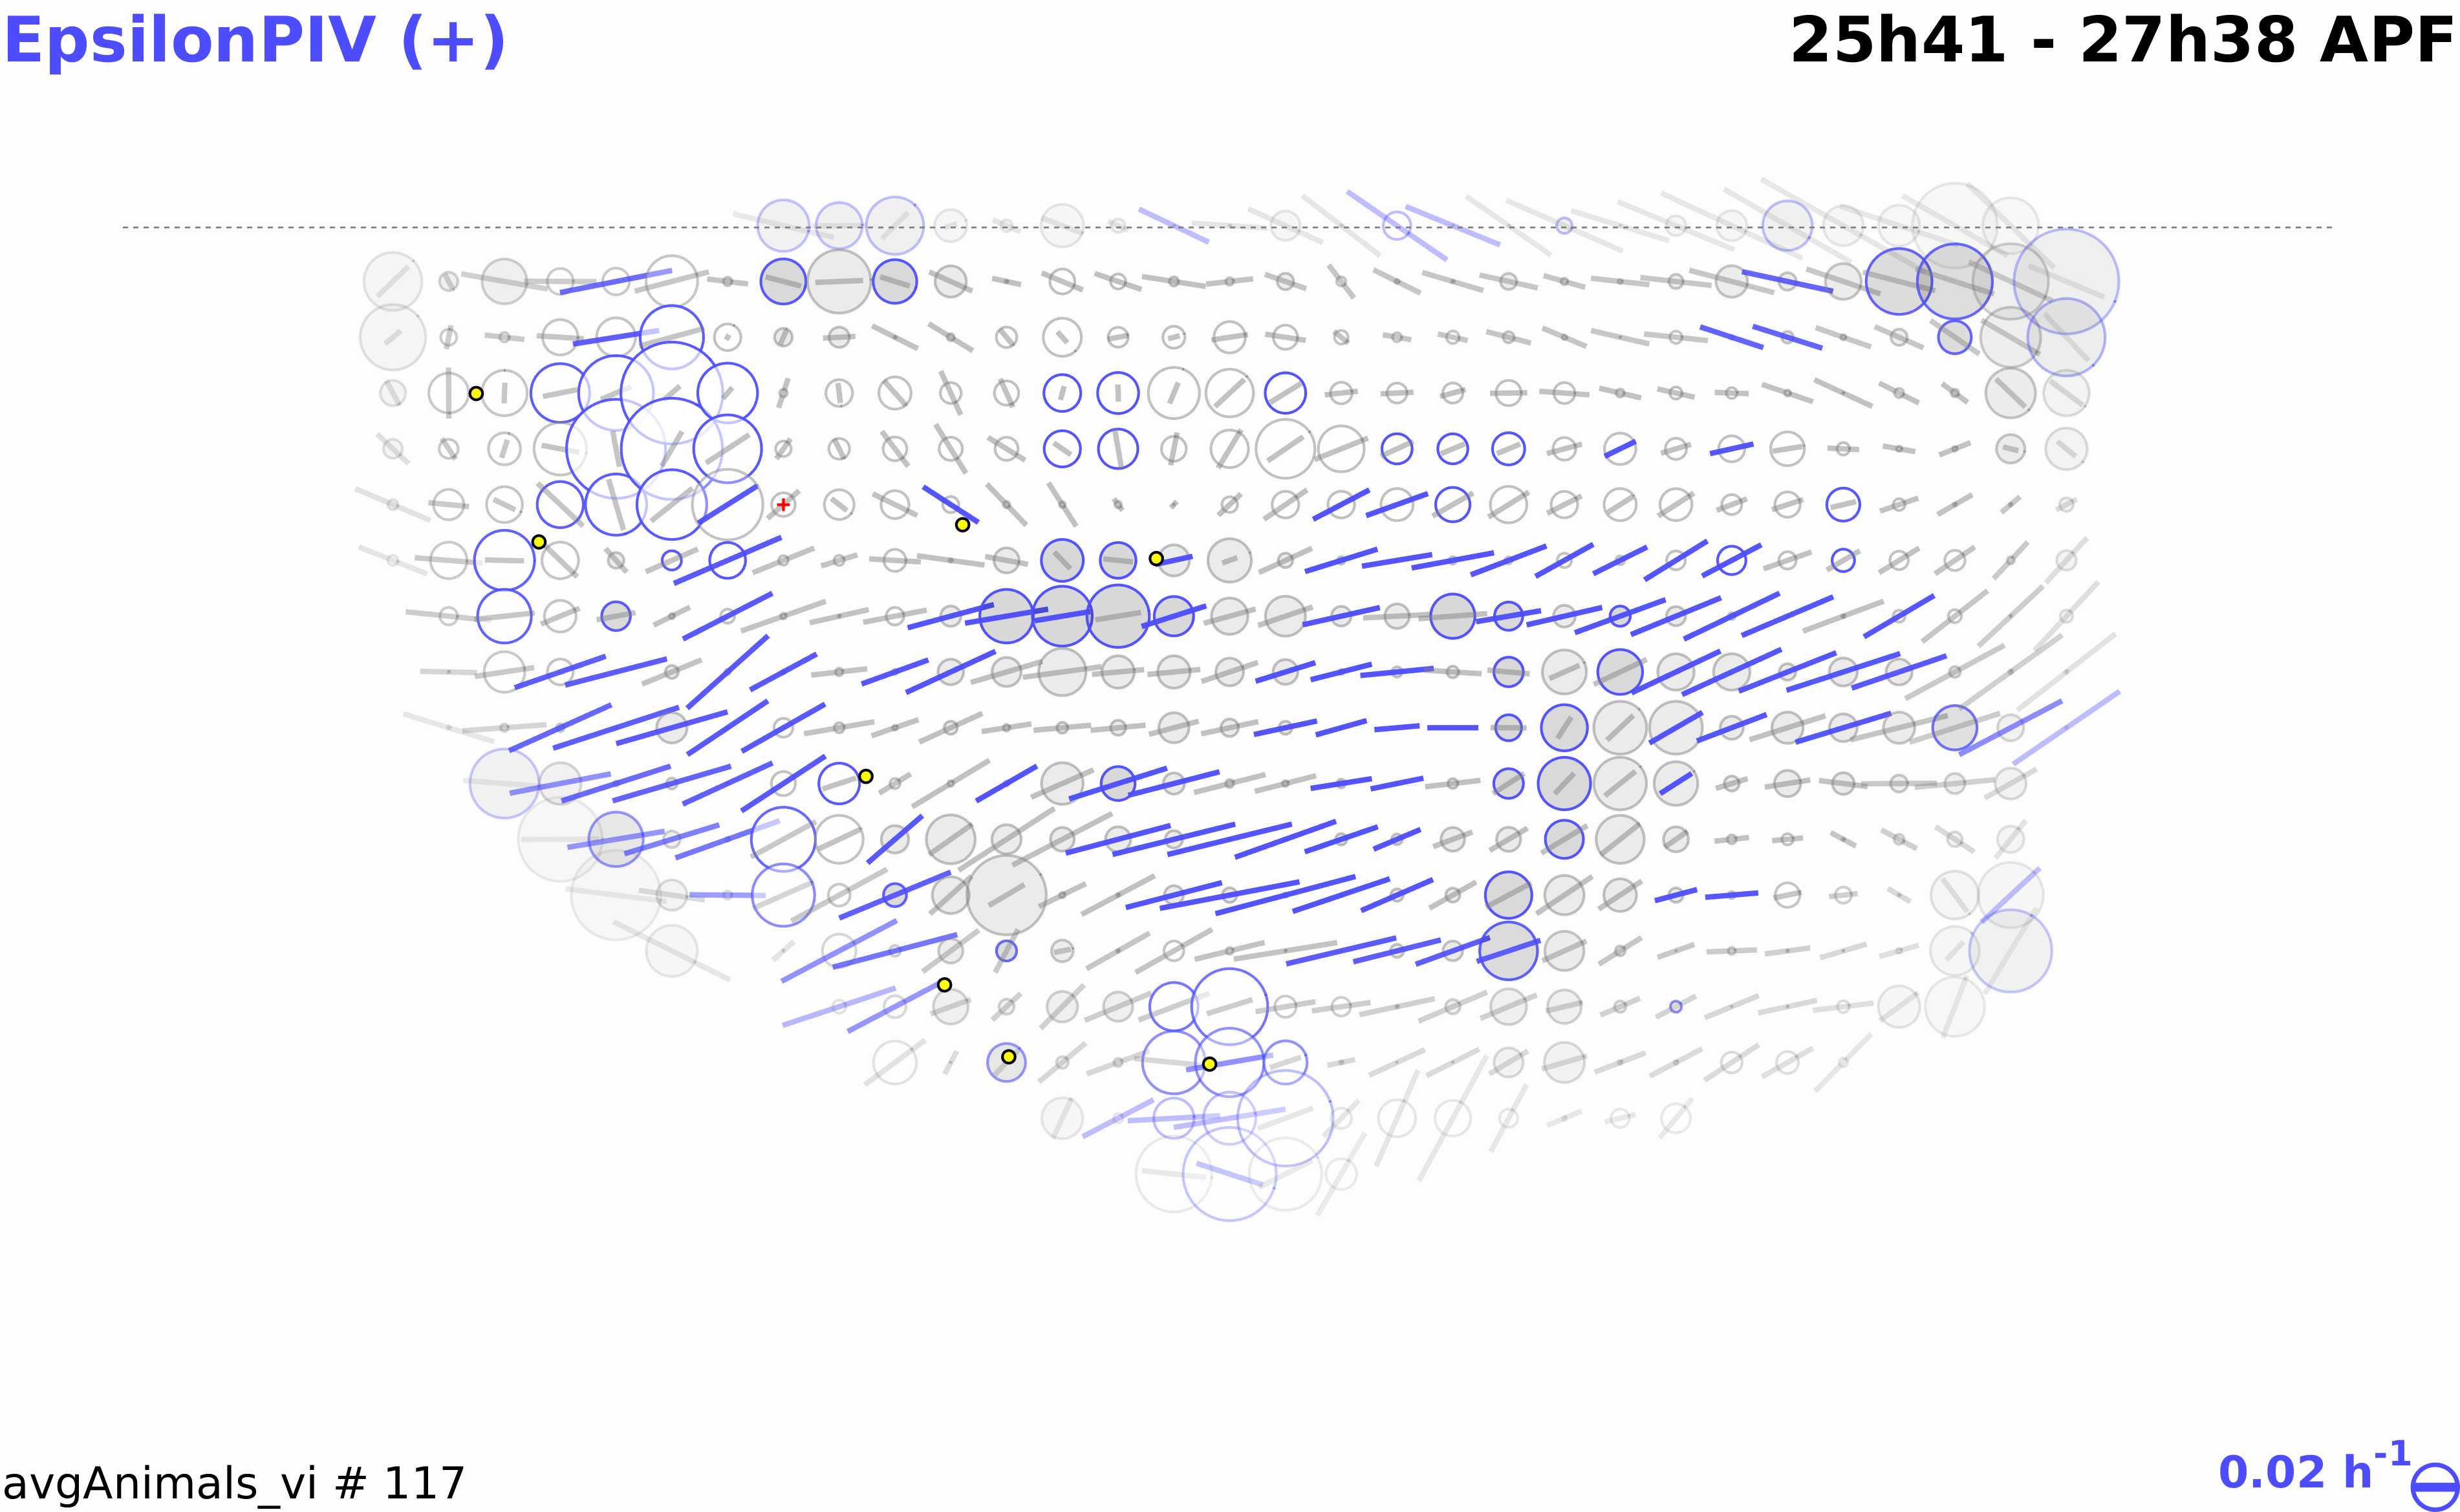 EpsilonPIV (+)
25h41 - 27h38 APF
avgAnimals_vi # 117
0.02 h-1